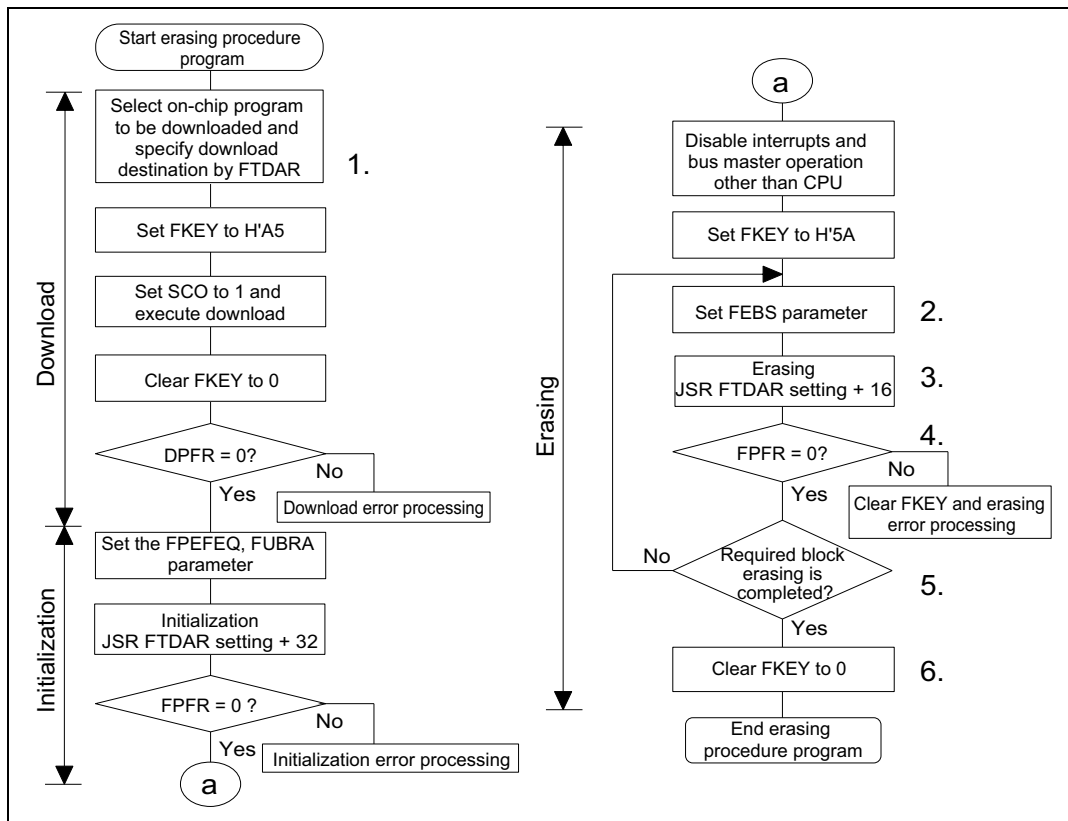 Start erasing procedure
program
Download
Select on-chip program
to be downloaded and
specify download
destination by FTDAR
1.
Set FKEY to H'A5
Set SCO to 1 and
execute download
Clear FKEY to 0
DPFR = 0?
No
Yes
Download error processing
Initialization
Set the FPEFEQ, FUBRA
parameter
Initialization
JSR FTDAR setting + 32
FPFR = 0 ?
No
Yes
Initialization error processing
a
a
Erasing
Disable interrupts and
bus master operation
other than CPU
Set FKEY to H'5A
Set FEBS parameter
2.
Erasing
JSR FTDAR setting + 16
3.
4.
FPFR = 0?
No
Yes
Clear FKEY and erasing
error processing
No
Required block
erasing is
completed?
5.
Yes
Clear FKEY to 0
6.
End erasing
procedure program